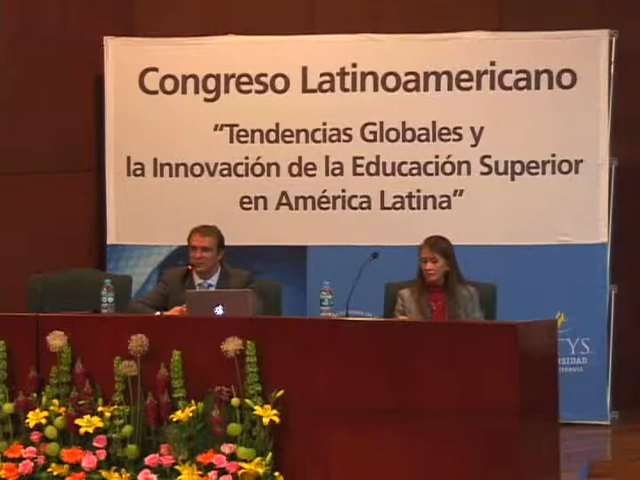 Congreso Latinoamericano
“Tendencias Globales y
la Innovación de la Educación Superior
en América Latina”